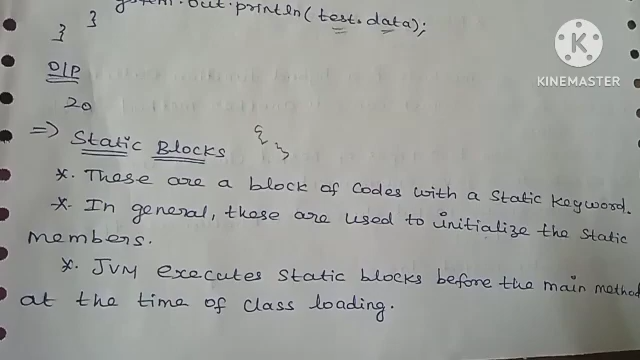 ystem.out.println(test.data);
}
}
O/P
20
=> Static Blocks { }
*. These are a block of codes with a static keyword.
*. In general, these are used to initialize the static
members.
*. JVM executes static blocks before the main method
at the time of class loading.
KINEMASTER